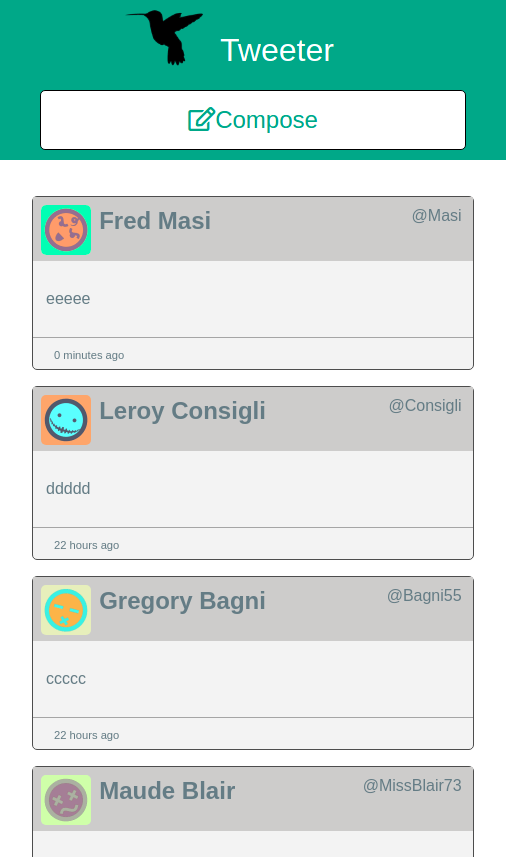 Tweeter
Compose
Fred Masi @Masi
eeeee
0 minutes ago
Leroy Consigli @Consigli
ddddd
22 hours ago
Gregory Bagni @Bagni55
ccccc
22 hours ago
Maude Blair @MissBlair73